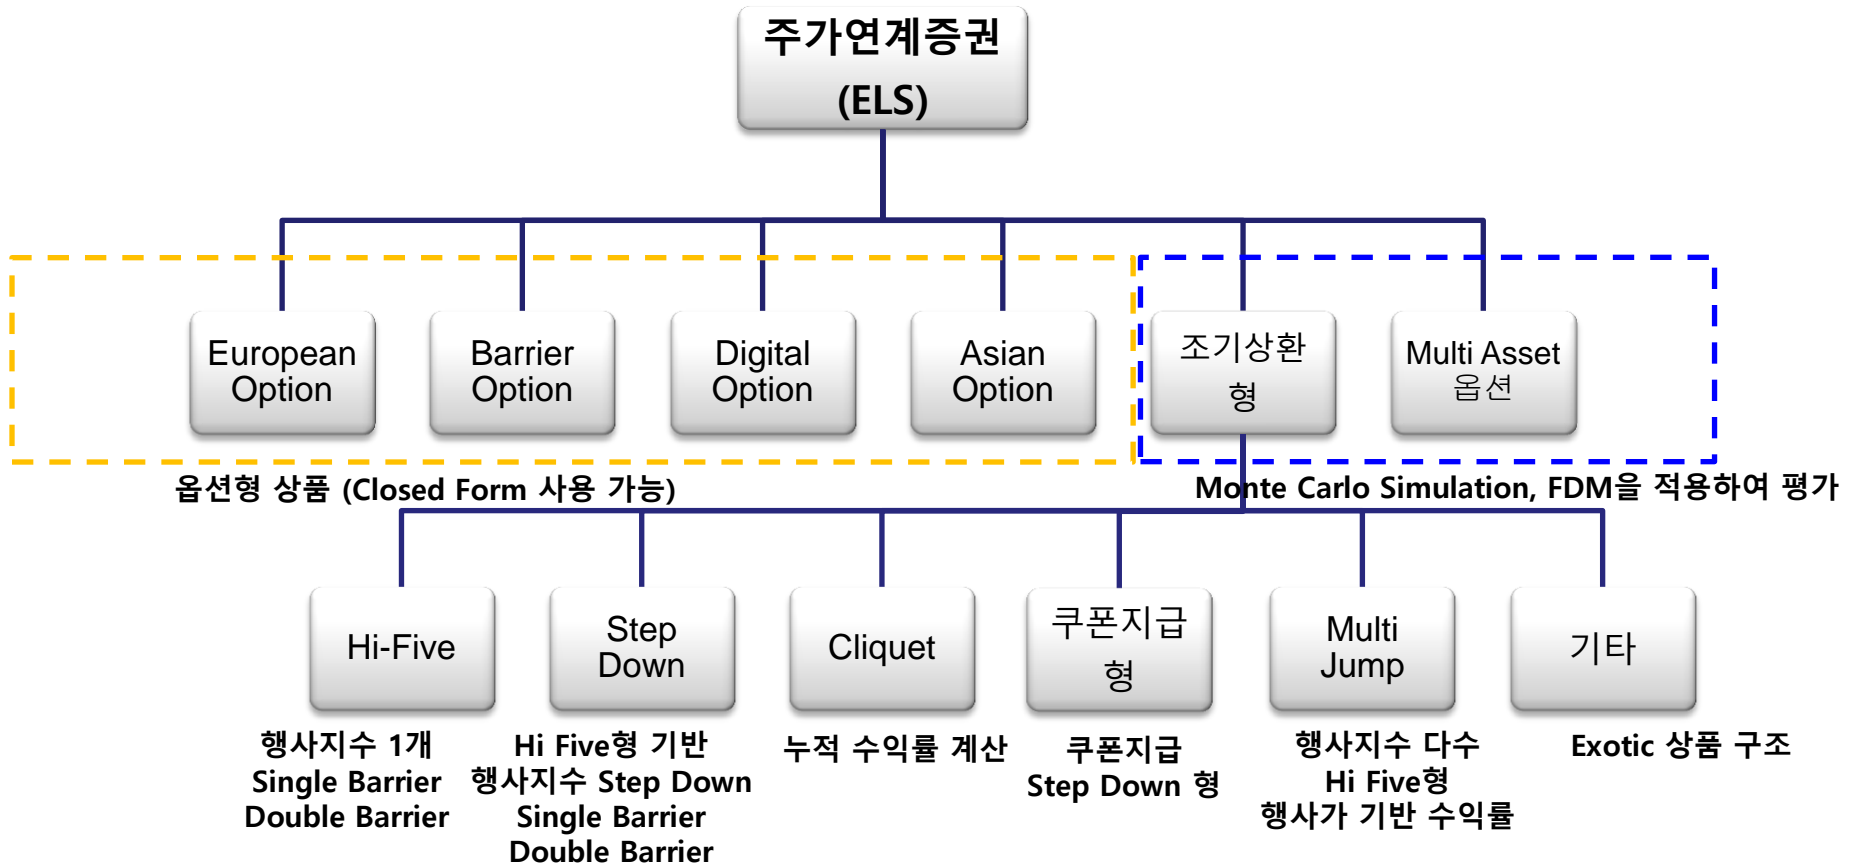 주가연계증권
(ELS)
European
Option
Barrier
Option
Digital
Option
Asian
Option
조기상환
형
Multi Asset
옵션
옵션형 상품 (Closed Form 사용 가능)
Monte Carlo Simulation, FDM을 적용하여 평가
Hi-Five
Step
Down
Cliquet
쿠폰지급
형
Multi
Jump
기타
행사지수 1개
Single Barrier
Double Barrier
Hi Five형 기반
행사지수 Step Down
Single Barrier
Double Barrier
누적 수익률 계산
쿠폰지급
Step Down 형
행사지수 다수
Hi Five형
행사가 기반 수익률
Exotic 상품 구조